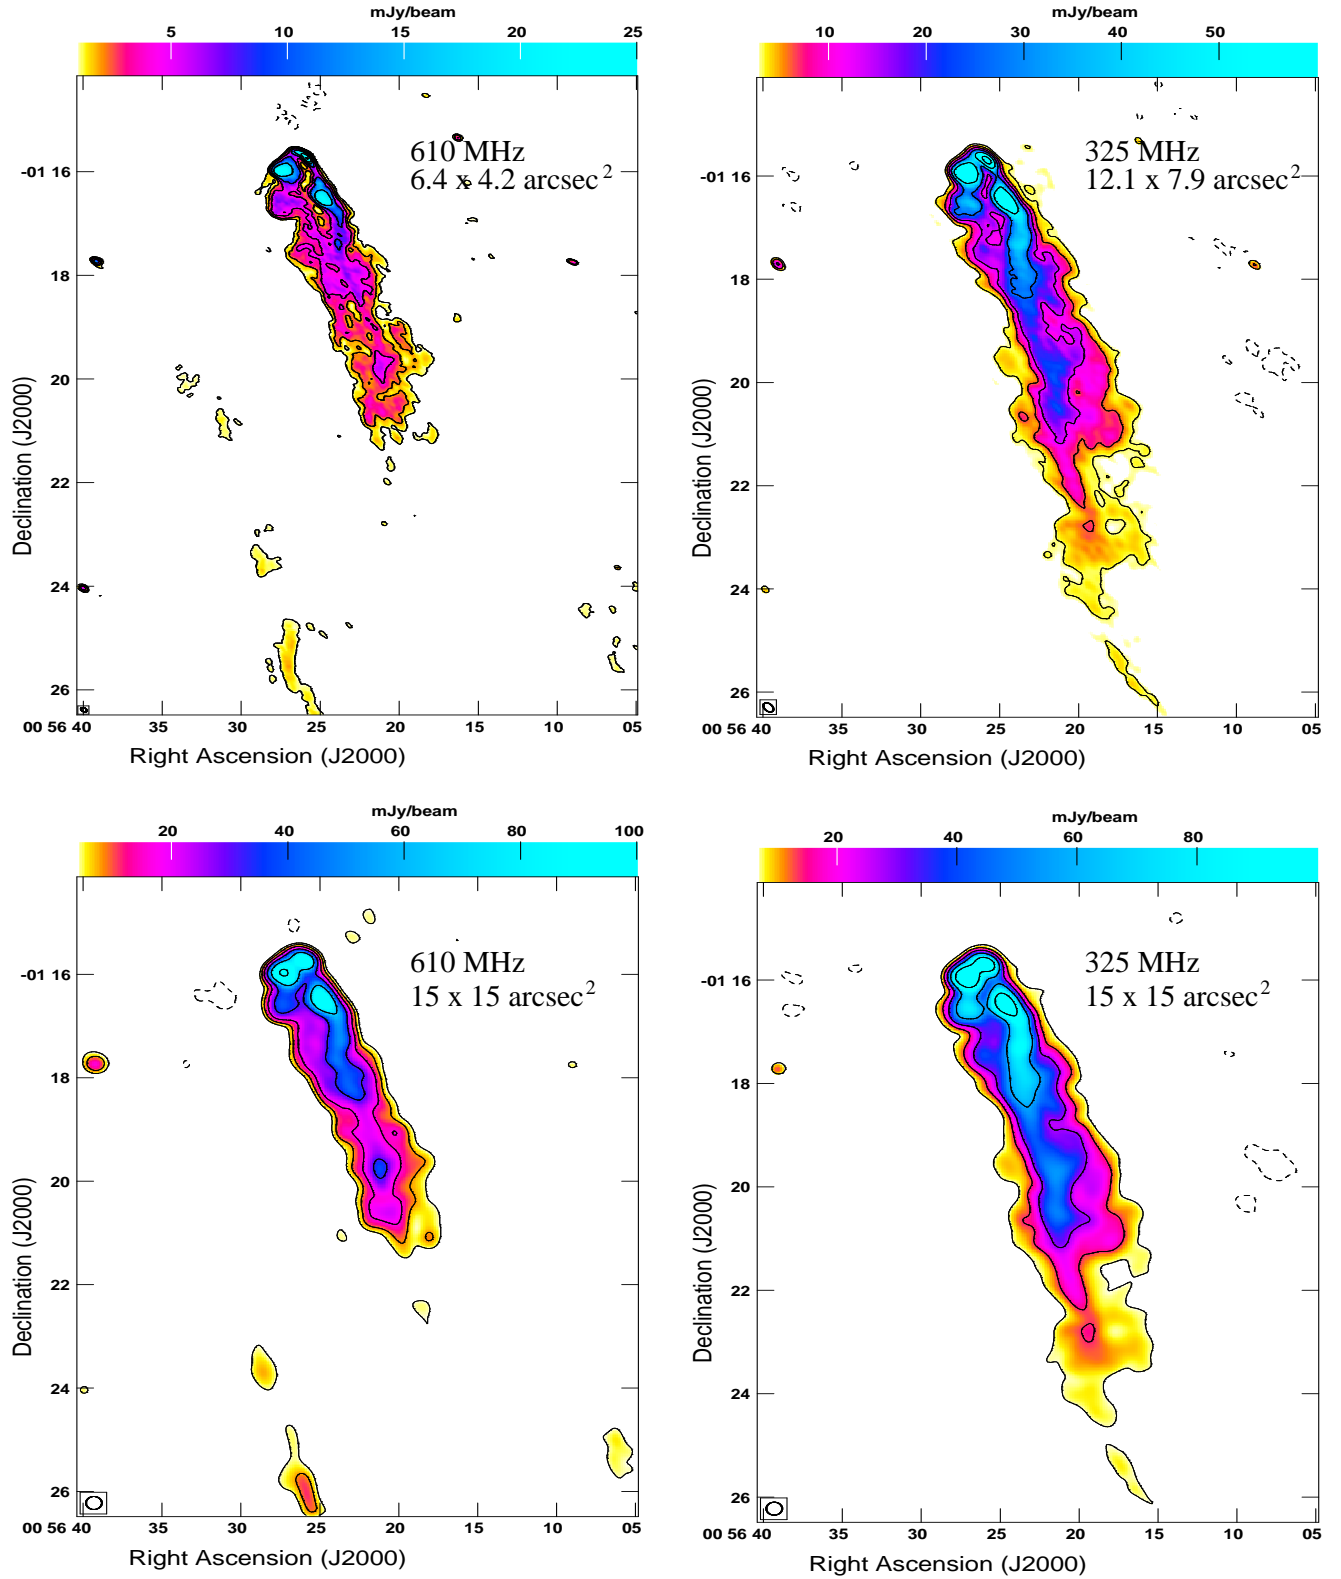 mJy/beam
5 10 15 20 25
610 MHz
6.4 x 4.2 arcsec2
-01 16
18
20
22
24
26
Declination (J2000)
00 56 40 35 30 25 20 15 10 05
Right Ascension (J2000)
mJy/beam
10 20 30 40 50
325 MHz
12.1 x 7.9 arcsec2
-01 16
18
20
22
24
26
Declination (J2000)
00 56 40 35 30 25 20 15 10 05
Right Ascension (J2000)
mJy/beam
20 40 60 80 100
610 MHz
15 x 15 arcsec2
-01 16
18
20
22
24
26
Declination (J2000)
00 56 40 35 30 25 20 15 10 05
Right Ascension (J2000)
mJy/beam
20 40 60 80
325 MHz
15 x 15 arcsec2
-01 16
18
20
22
24
26
Declination (J2000)
00 56 40 35 30 25 20 15 10 05
Right Ascension (J2000)